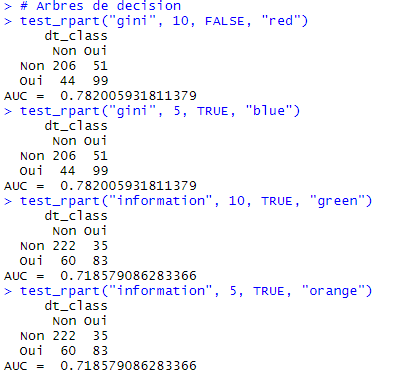 > # Arbres de decision
> test_rpart("gini", 10, FALSE, "red")
dt_class
Non Oui
Non 206 51
Oui 44 99
AUC = 0.782005931811379
> test_rpart("gini", 5, TRUE, "blue")
dt_class
Non Oui
Non 206 51
Oui 44 99
AUC = 0.782005931811379
> test_rpart("information", 10, TRUE, "green")
dt_class
Non Oui
Non 222 35
Oui 60 83
AUC = 0.718579086283366
> test_rpart("information", 5, TRUE, "orange")
dt_class
Non Oui
Non 222 35
Oui 60 83
AUC = 0.718579086283366